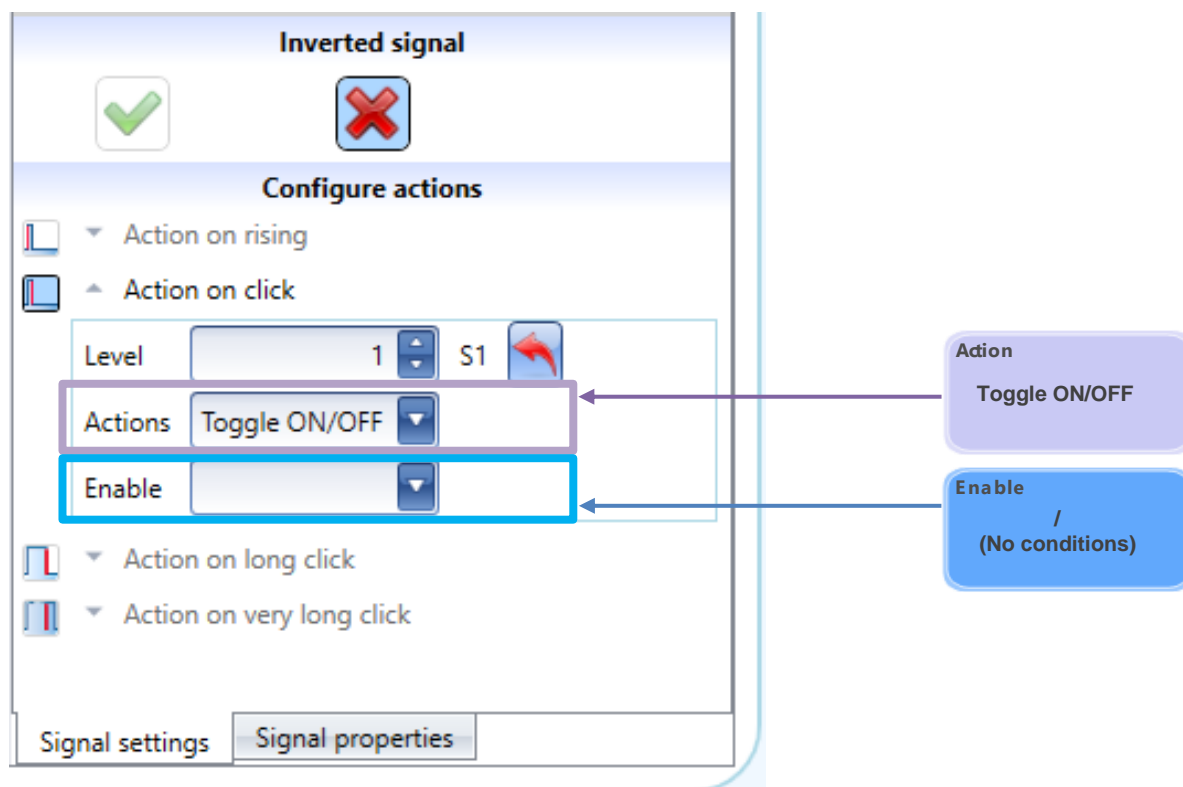 Inverted signal
Configure actions
Action on rising
Action on click
Level 1 S1
Actions Toggle ON/OFF
Enable
Action on long click
Action on very long click
Signal settings Signal properties
Action
Toggle ON/OFF
Enable
/
(No conditions)